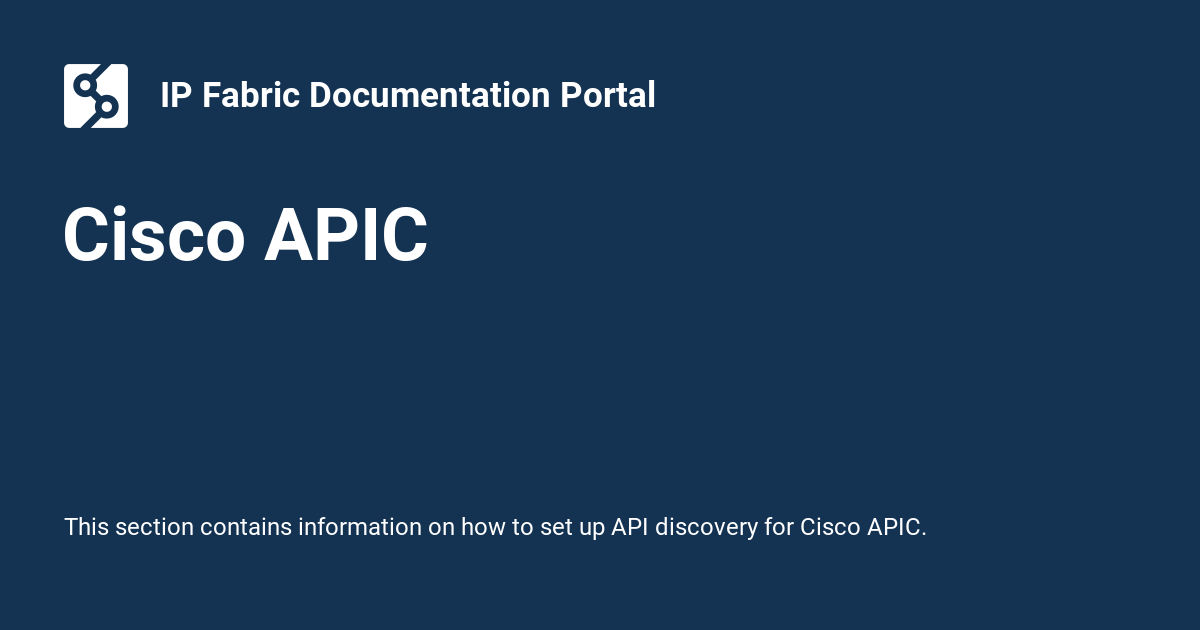 IP Fabric Documentation Portal
Cisco APIC
This section contains information on how to set up API discovery for Cisco APIC.